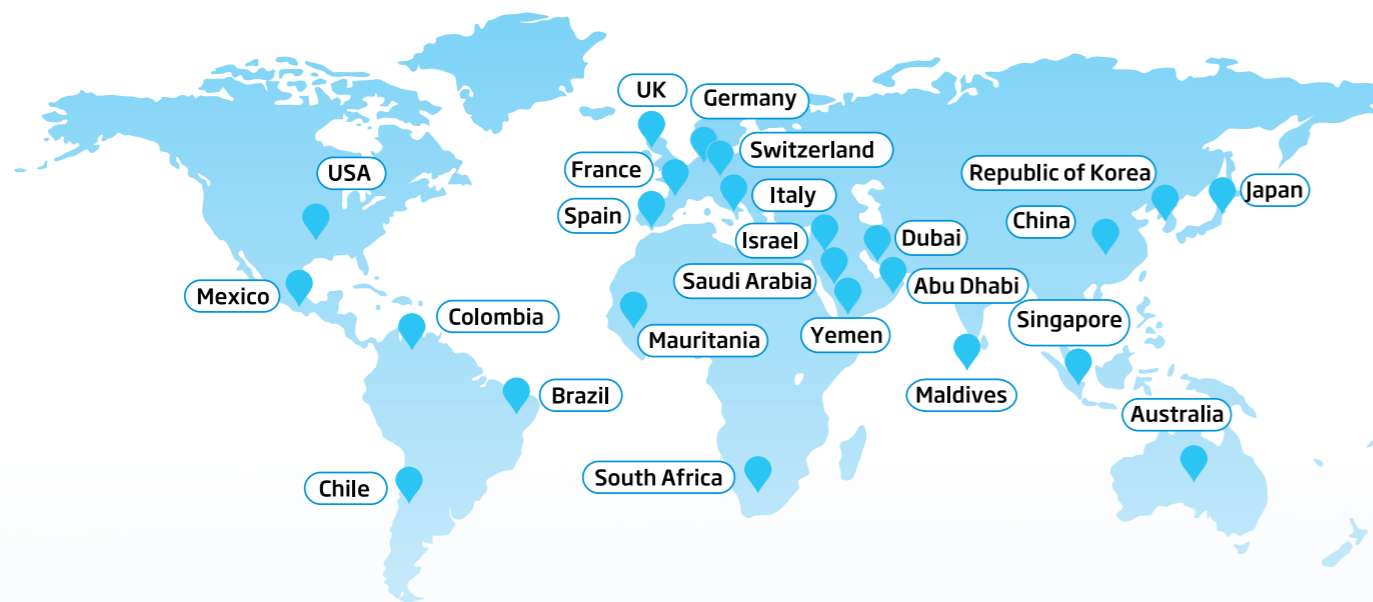 UK
Germany
Switzerland
USA
France
Republic of Korea
Japan
Italy
Spain
China
Israel
Dubai
Saudi Arabia
Abu Dhabi
Mexico
Colombia
Singapore
Mauritania
Yemen
Brazil
Maldives
Australia
South Africa
Chile